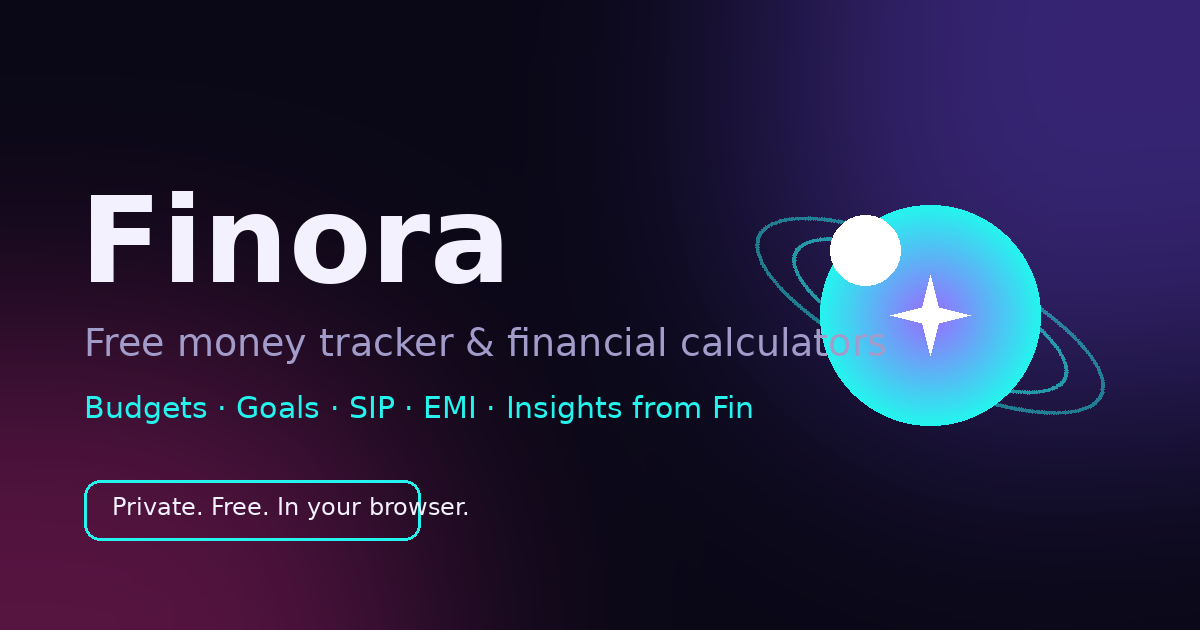 Finora
Free money tracker & financial calculators
Budgets · Goals · SIP · EMI · Insights from Fin
Private. Free. In your browser.